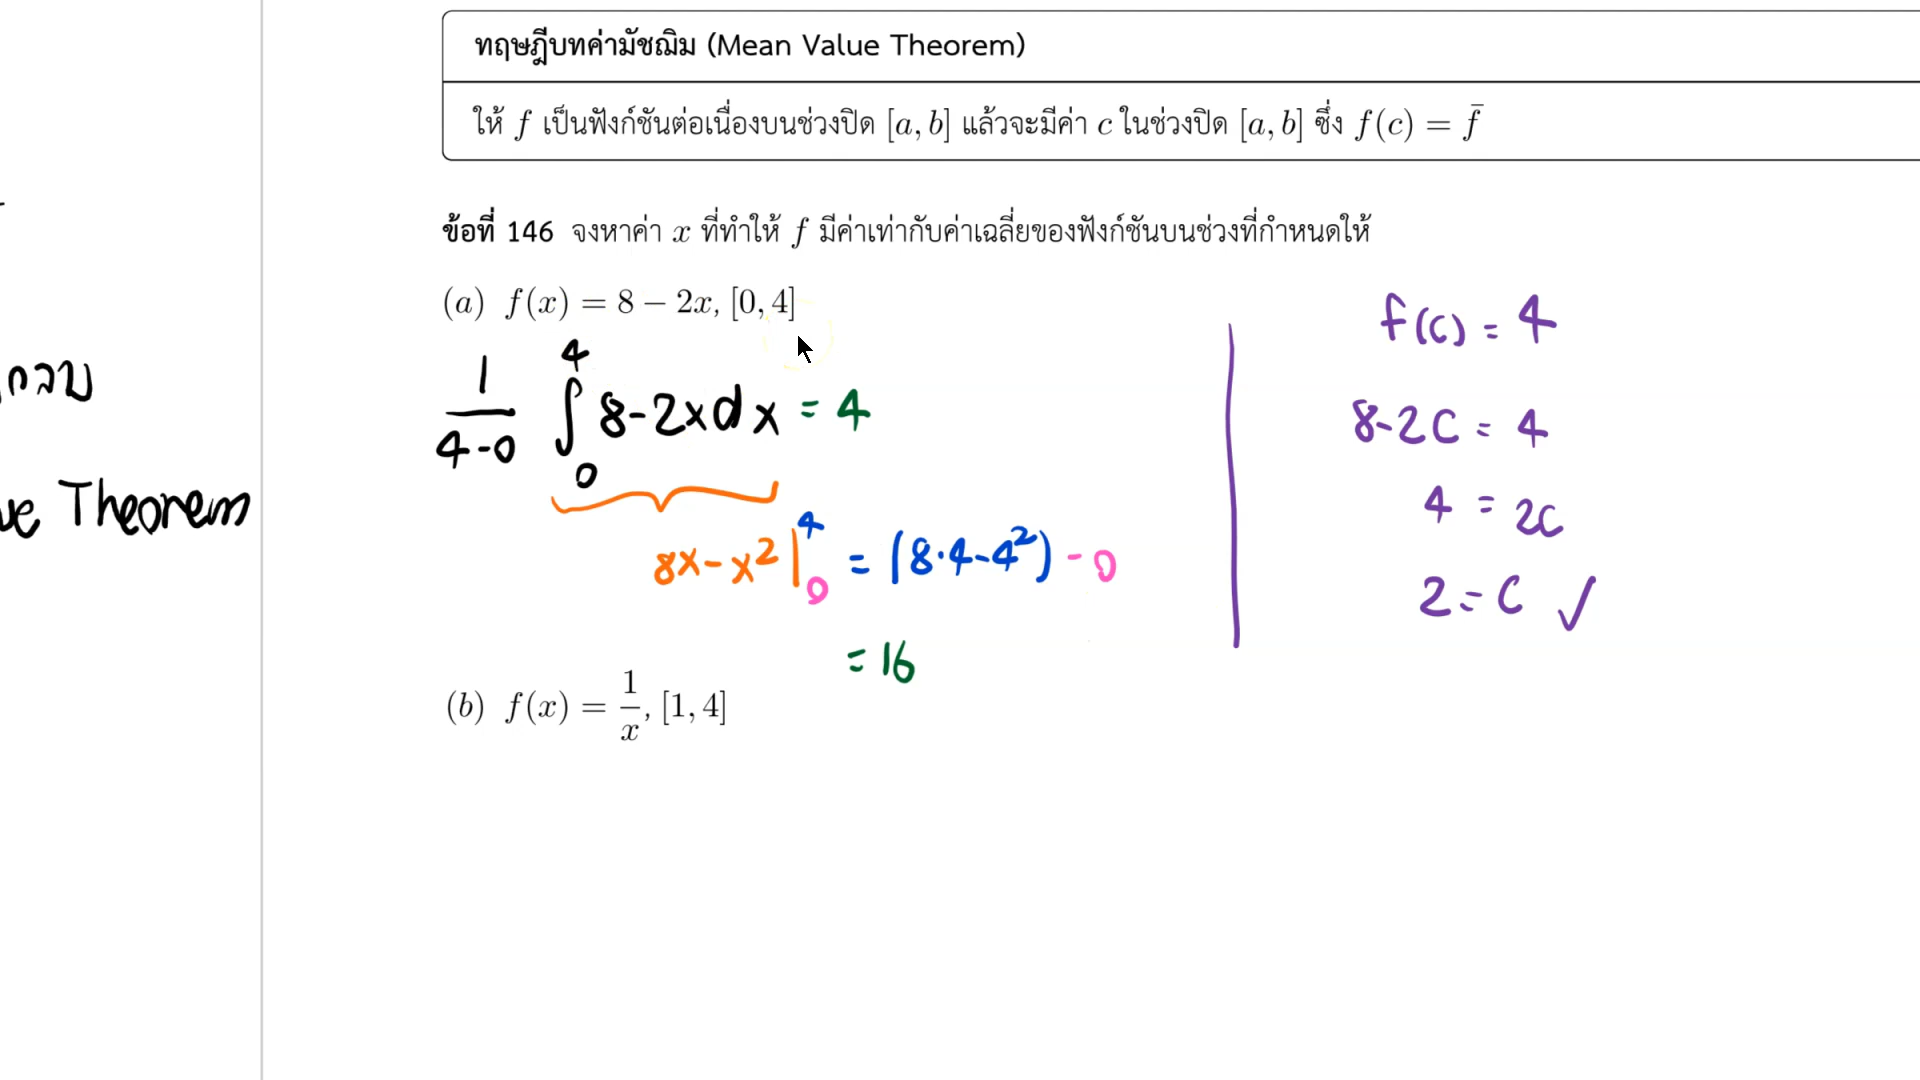 ทฤษฎีบทค่ามัชฌิม (Mean Value Theorem)
ให้ f เป็นฟังก์ชันต่อเนื่องบนช่วงปิด [a, b] แล้วจะมีค่า c ในช่วงปิด [a, b] ซึ่ง f(c) = f̄
ข้อที่ 146 จงหาค่า x ที่ทำให้ f มีค่าเท่ากับค่าเฉลี่ยของฟังก์ชันบนช่วงที่กำหนดให้
(a) f(x) = 8 − 2x, [0, 4]
1/(4-0) ∫₀⁴ 8-2x dx = 4
8x - x² |₀⁴ = (8·4 - 4²) - 0
= 16
(b) f(x) = 1/x, [1, 4]
f(c) = 4
8-2c = 4
4 = 2c
2 = c ✓
Theorem